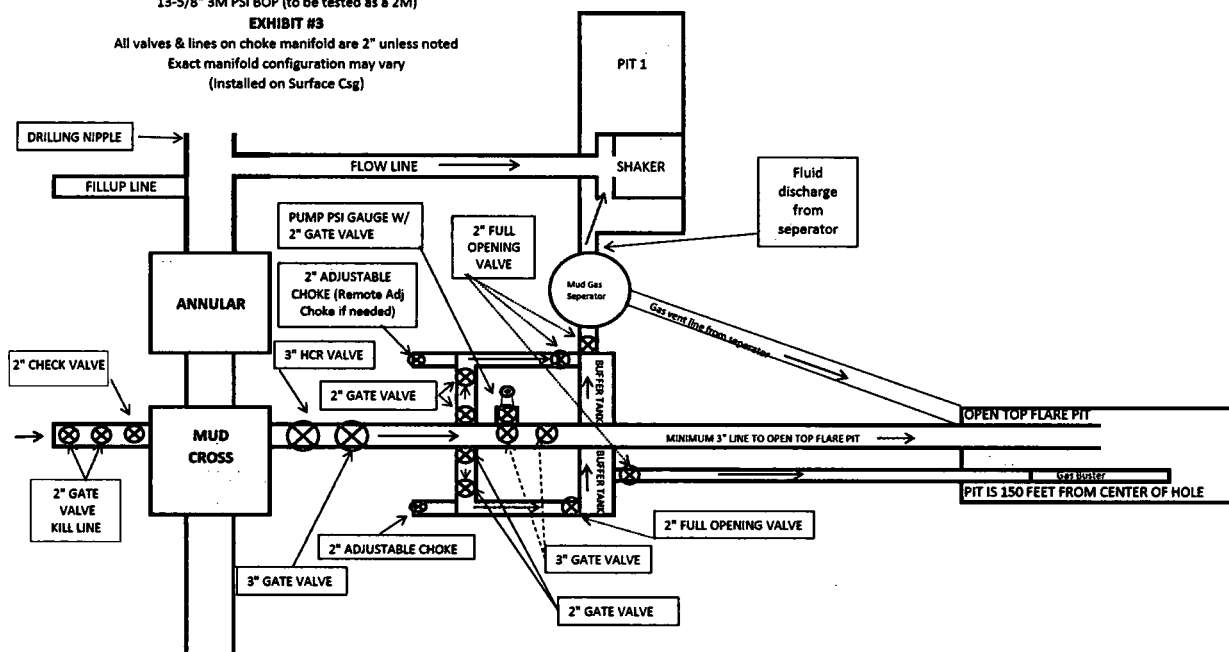 13-5/8" 3M PSI BOP (to be tested as a 2M)
EXHIBIT #3
All valves & lines on choke manifold are 2" unless noted
Exact manifold configuration may vary
(Installed on Surface Csg)
PIT 1
DRILLING NIPPLE
FLOW LINE
SHAKER
FILLUP LINE
Fluid
discharge
from
seperator
PUMP PSI GAUGE W/
2" GATE VALVE
2" FULL
OPENING
VALVE
ANNULAR
2" ADJUSTABLE
CHOKE (Remote Adj
Choke if needed)
Mud Gas
Seperator
Gas vent line from seperator
2" CHECK VALVE
3" HCR VALVE
2" GATE VALVE
BUFFER TANK
OPEN TOP FLARE PIT
MUD
CROSS
MINIMUM 3" LINE TO OPEN TOP FLARE PIT
BUFFER TANK
Gas Buster
PIT IS 150 FEET FROM CENTER OF HOLE
2" GATE
VALVE
KILL LINE
2" ADJUSTABLE CHOKE
2" FULL OPENING VALVE
3" GATE VALVE
3" GATE VALVE
2" GATE VALVE